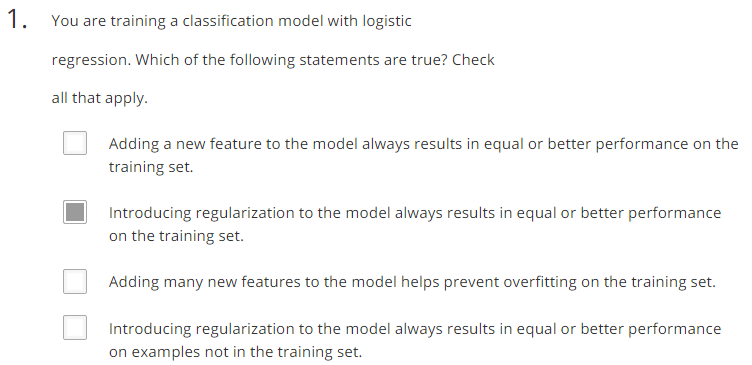 1. You are training a classification model with logistic
regression. Which of the following statements are true? Check
all that apply.
Adding a new feature to the model always results in equal or better performance on the
training set.
Introducing regularization to the model always results in equal or better performance
on the training set.
Adding many new features to the model helps prevent overfitting on the training set.
Introducing regularization to the model always results in equal or better performance
on examples not in the training set.